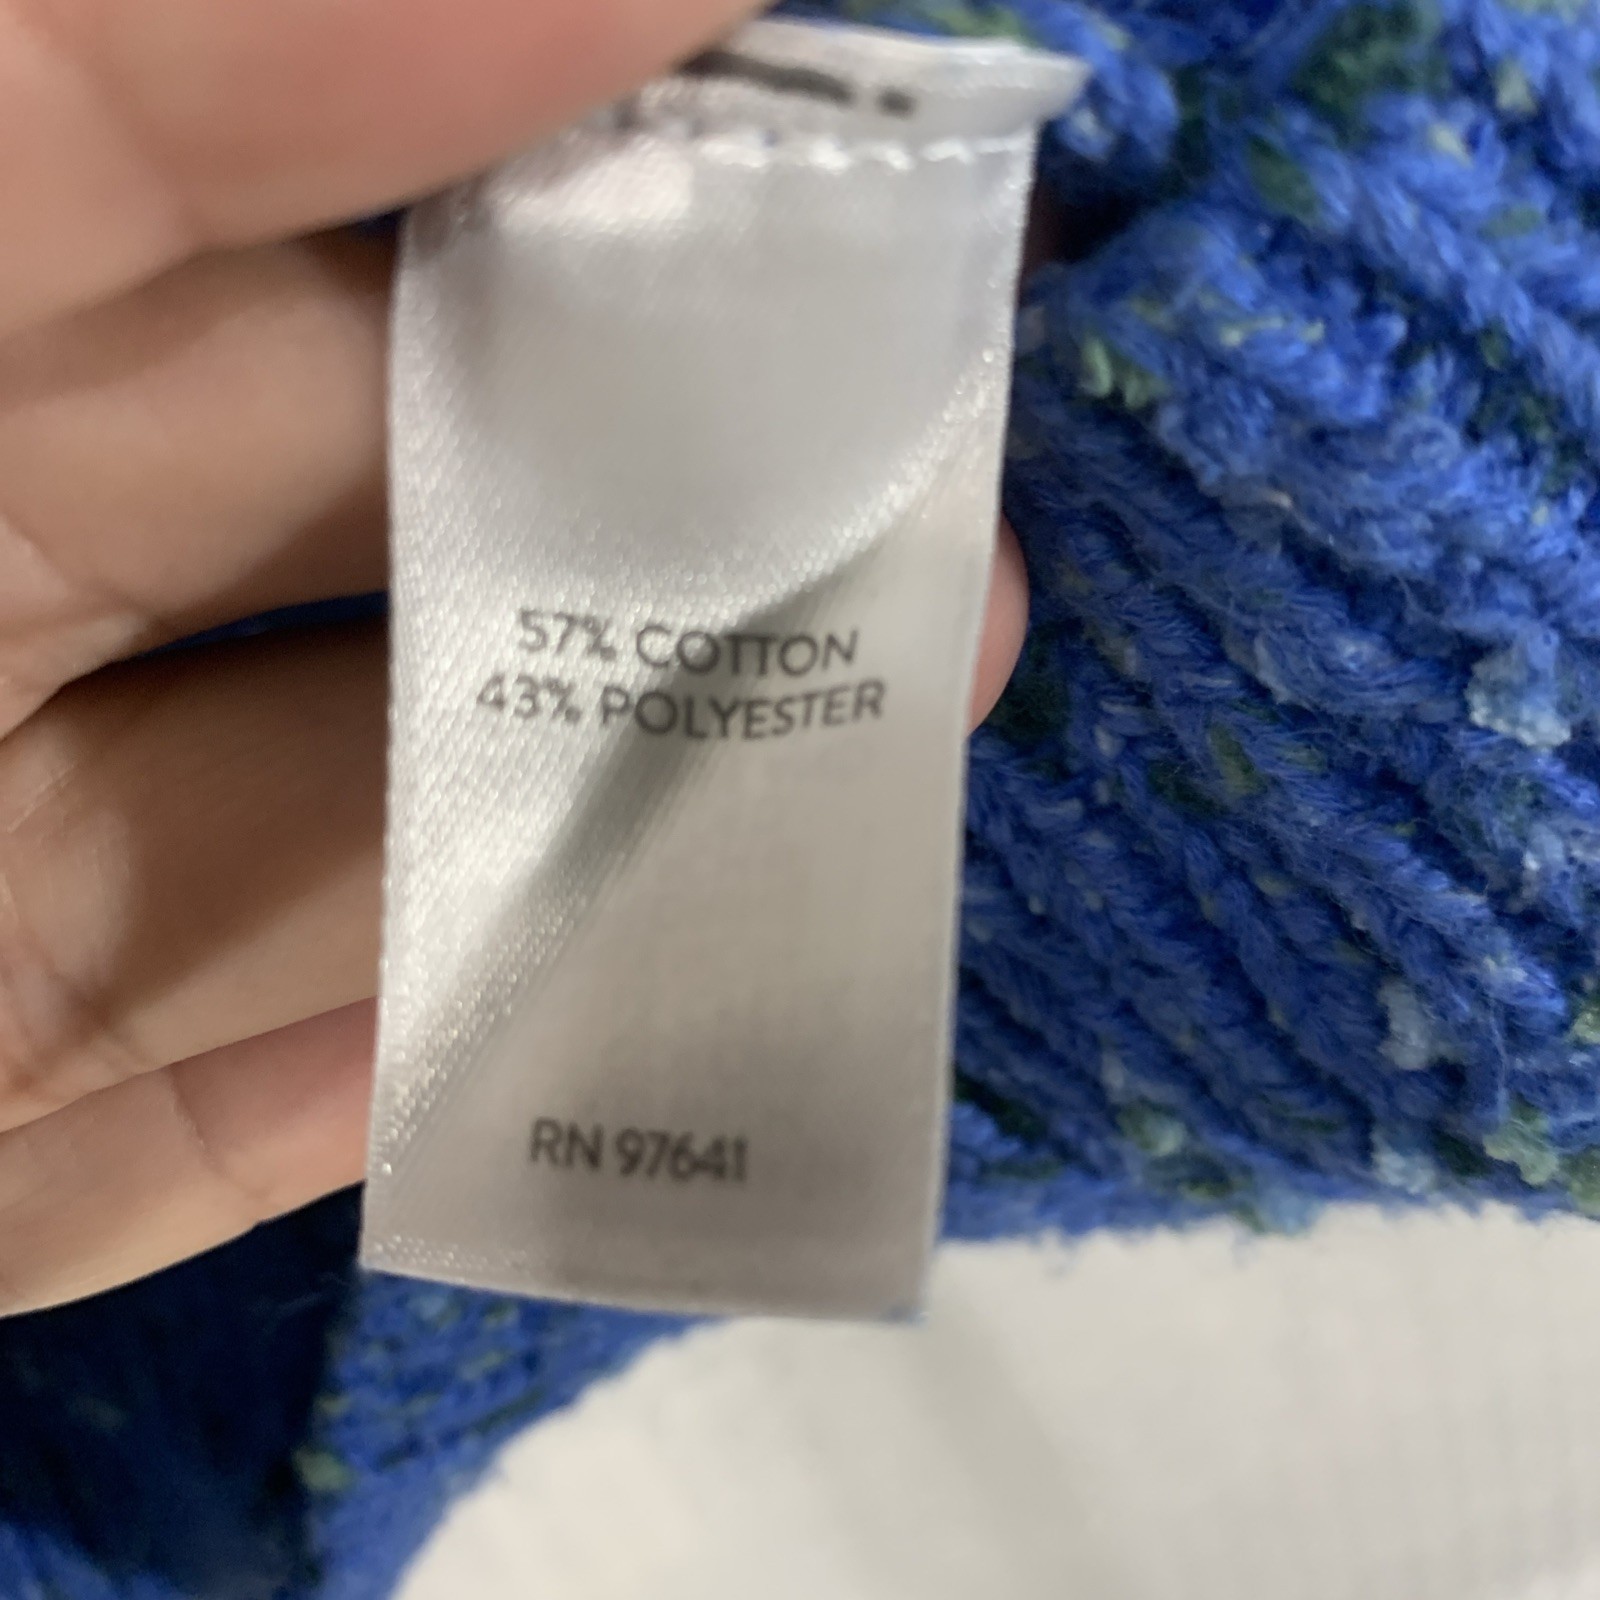 57% COTTON
43% POLYESTER
RN 97641